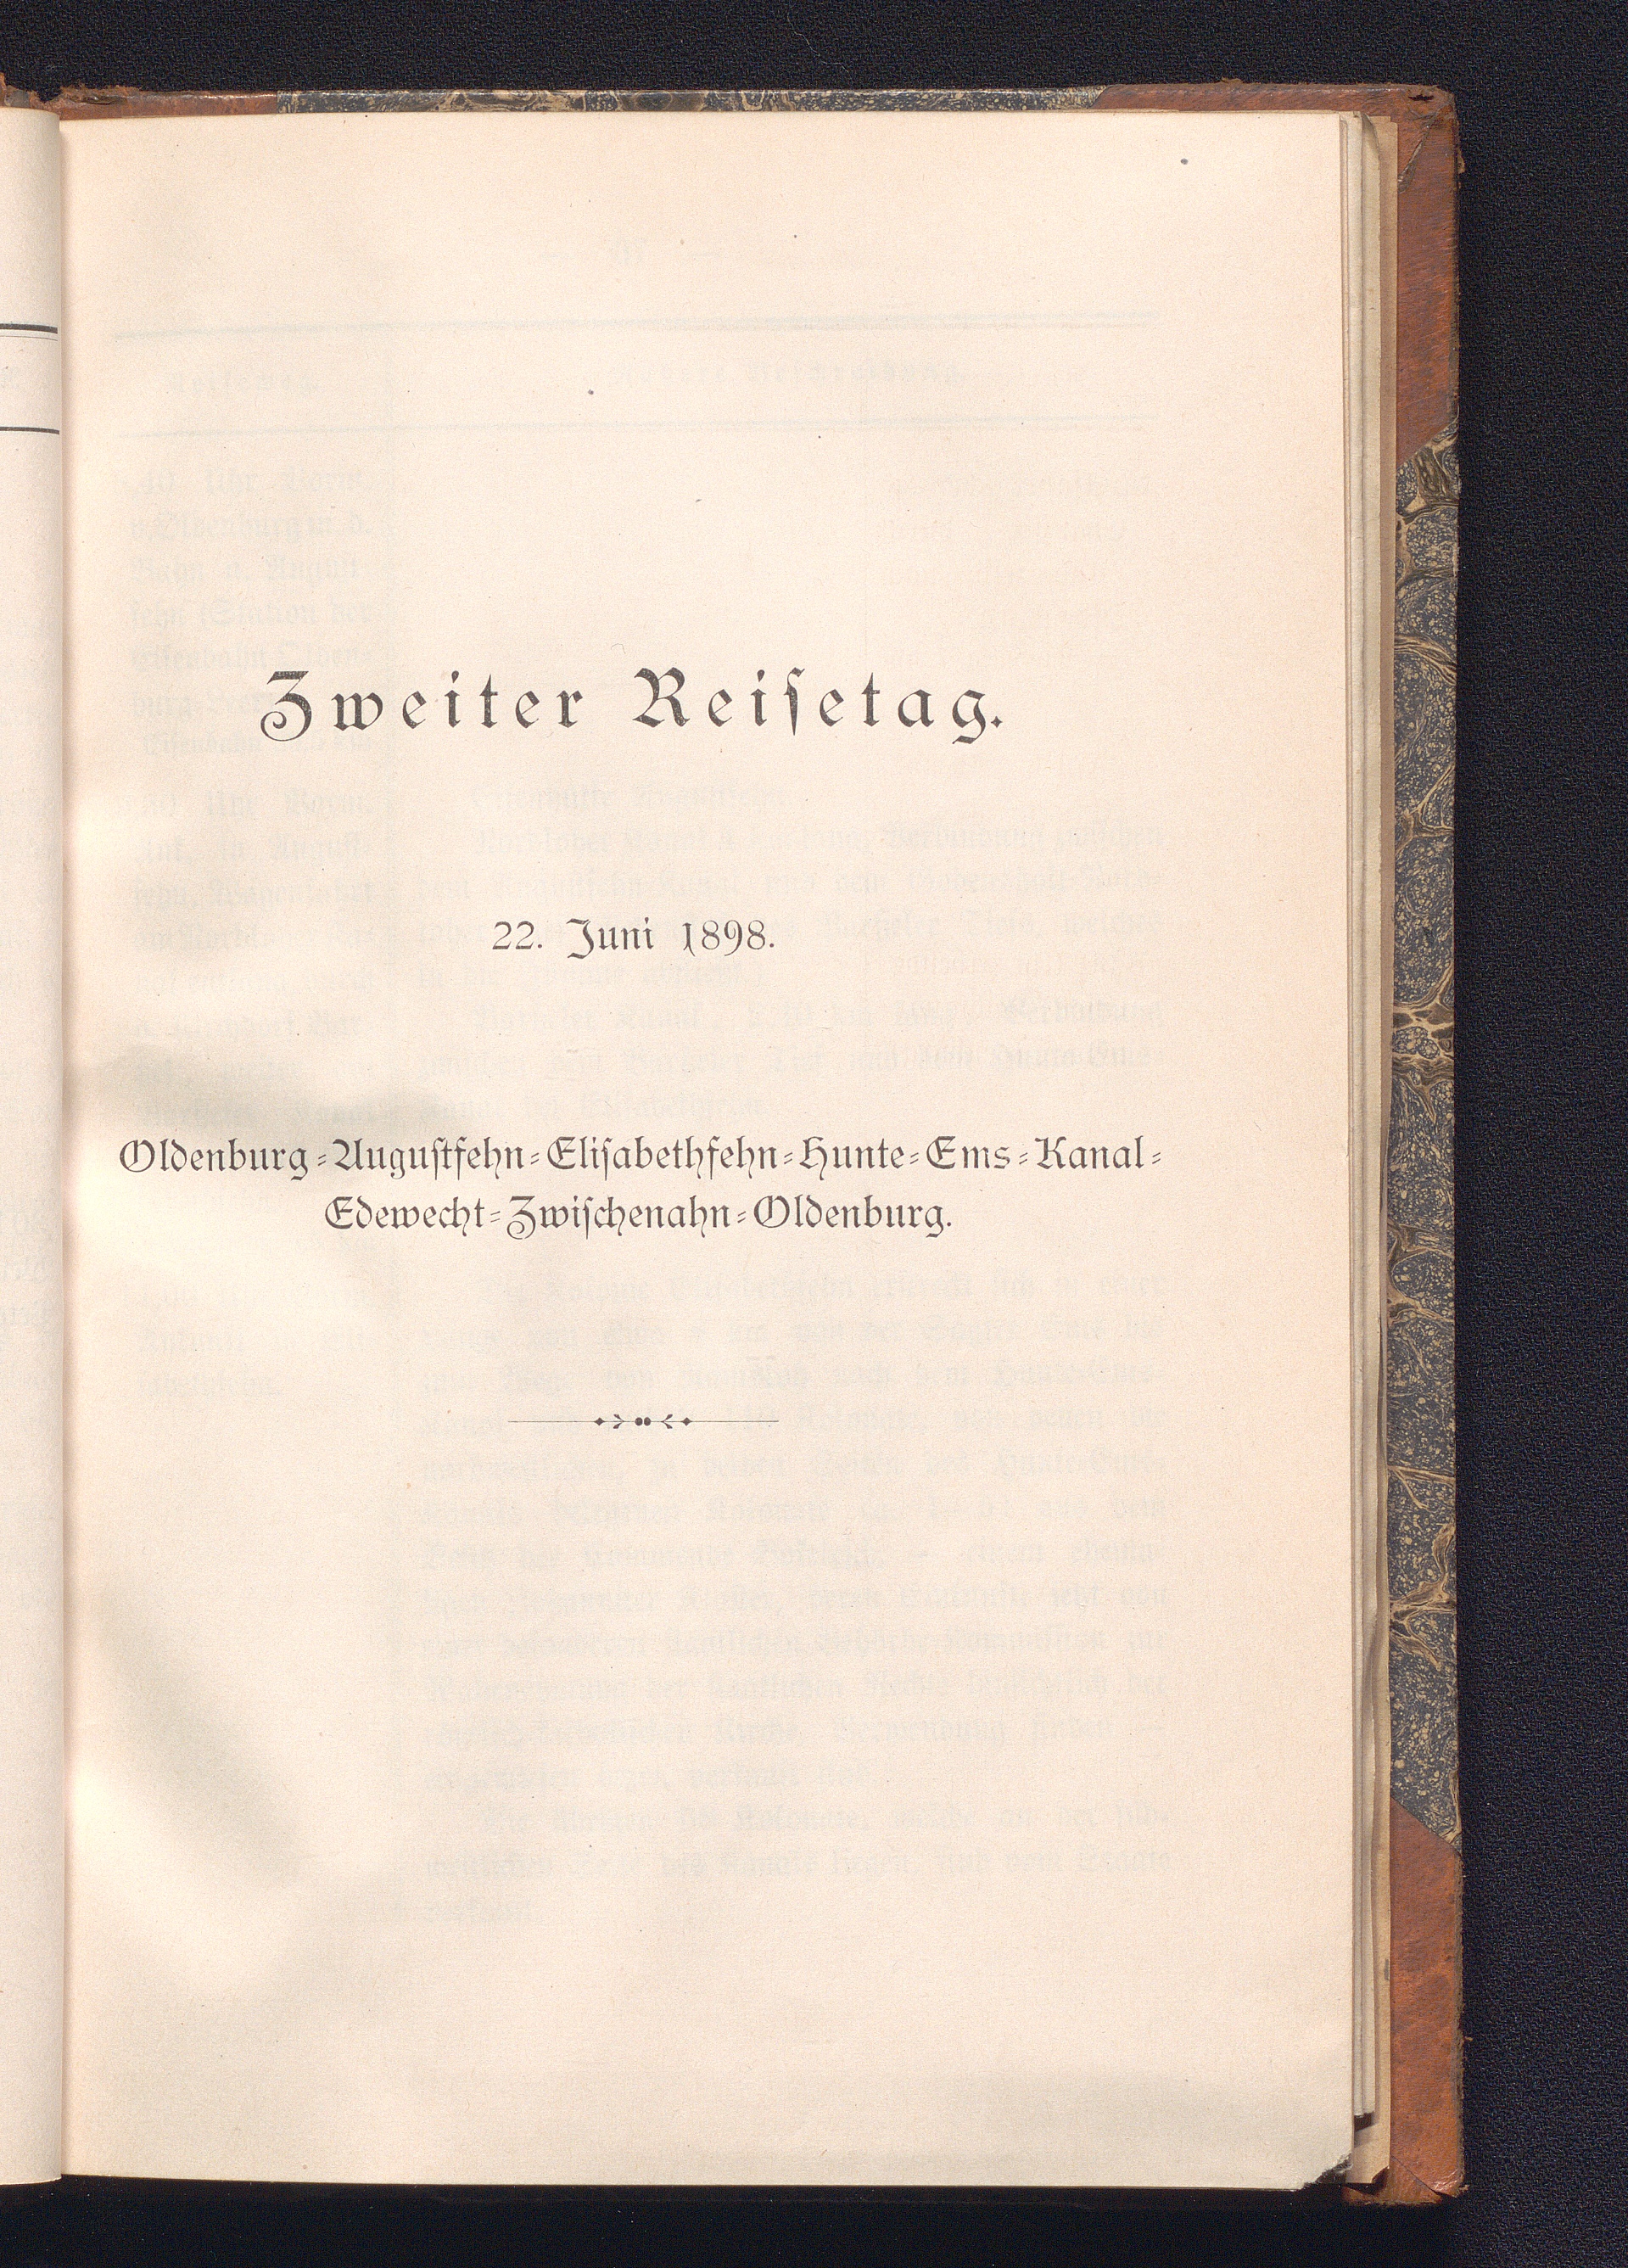 Zweiter Reiſetag.
22. Juni 1898.
Oldenburg⸗Auguſtfehn⸗Eliſabethfehn⸗Hunte⸗Ems⸗Kanal⸗
Edewecht⸗Zwiſchenahn⸗Oldenburg.